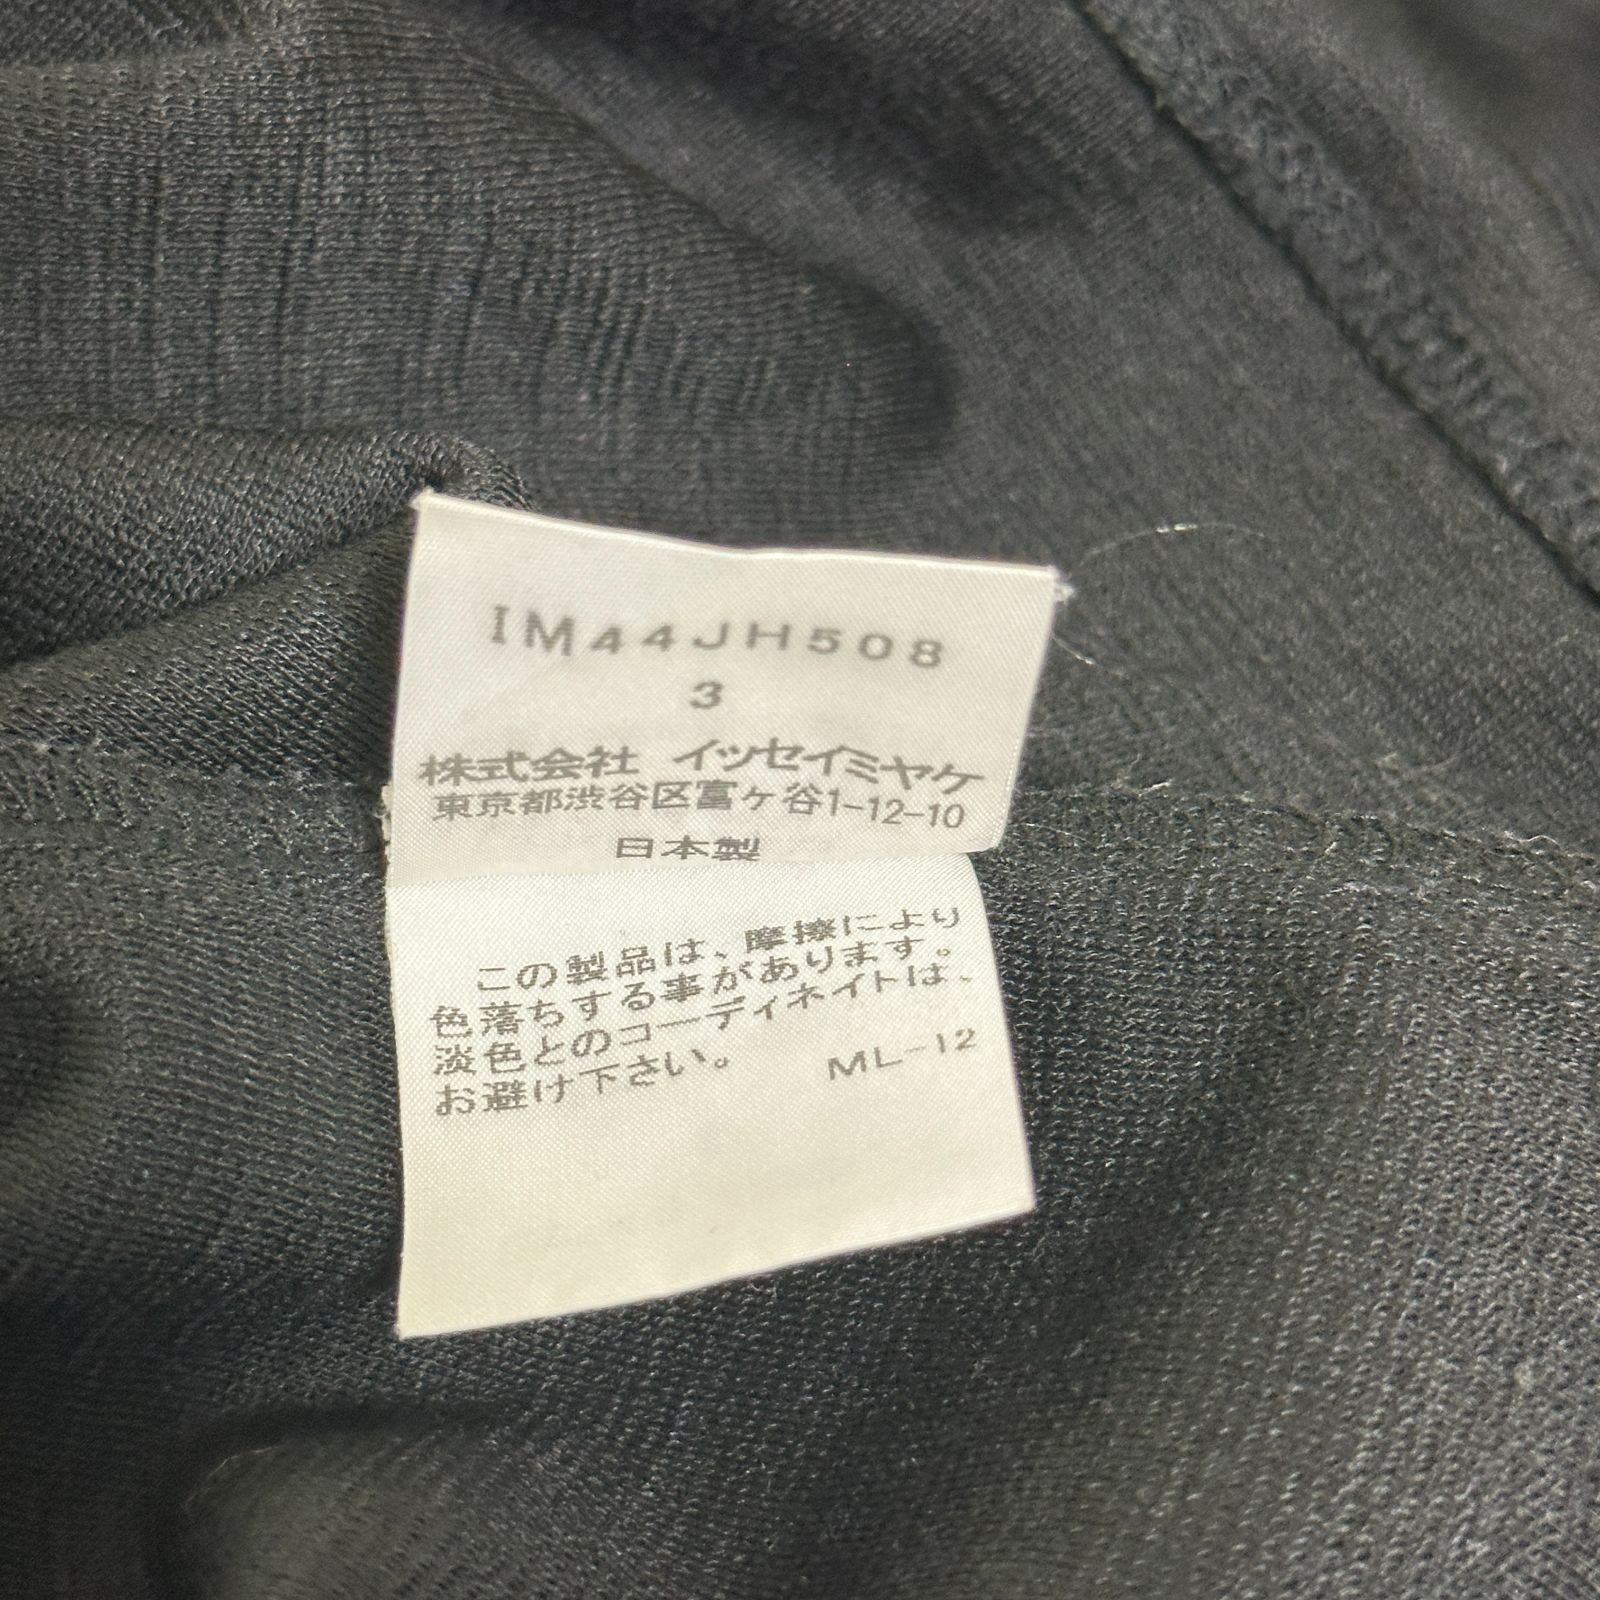 IM44JH508
3
株式会社 イッセイミヤケ
東京都渋谷区富ヶ谷1-12-10
日本製
この製品は、摩擦により
色落ちする事があります。
淡色とのコーディネイトは、
お避け下さい。 ML-12